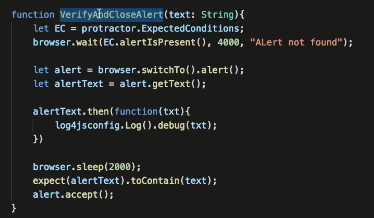 function VerifyAndCloseAlert(text: String){
let EC = protractor.ExpectedConditions;
browser.wait(EC.alertIsPresent(), 4000, "ALert not found");
let alert = browser.switchTo().alert();
let alertText = alert.getText();
alertText.then(function(txt){
log4jsconfig.Log().debug(txt);
})
browser.sleep(2000);
expect(alertText).toContain(text);
alert.accept();
}